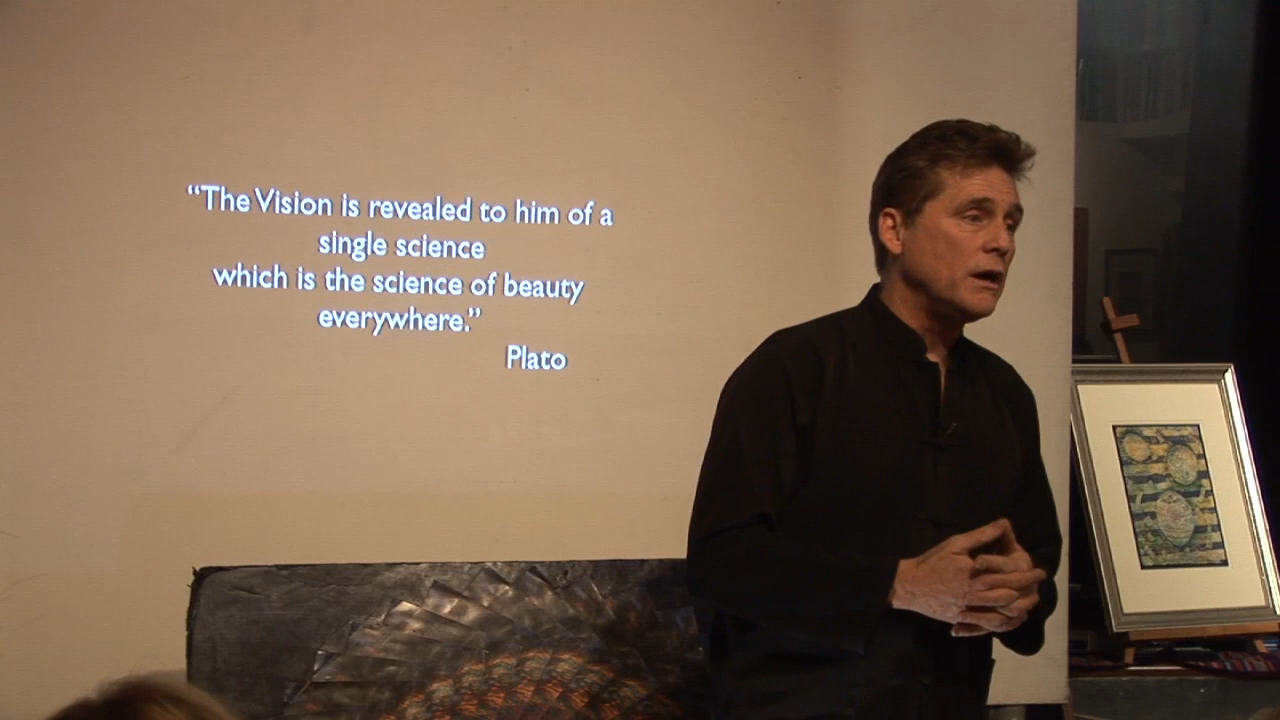 “The Vision is revealed to him of a
single science
which is the science of beauty
everywhere.”
Plato